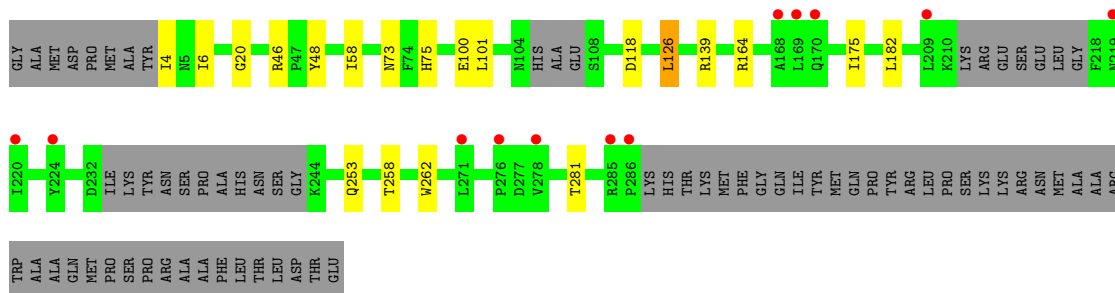 GLY ALA MET ASP PRO MET ALA TYR I4 N5 I6 G20 R46 P47 Y48 I58 N73 F74 H75 E100 L101 N104 HIS ALA GLU S108 D118 L126 R139 R164 A168 L169 Q170 I175 L182 L209 K210 LYS ARG GLU SER GLU LEU GLY F218 N219
I220 Y224 D232 ILE LYS TYR ASN SER PRO ALA HIS ASN SER GLY K244 Q253 T258 W262 L271 P276 D277 V278 T281 R285 P286 LYS HIS THR LYS MET PHE GLY GLN ILE TYR MET GLN PRO TYR ARG LEU PRO SER LYS LYS ARG ASN MET ALA ALA ARG
TRP ALA ALA GLN MET PRO SER PRO ARG ALA ALA PHE LEU THR LEU ASP THR GLU